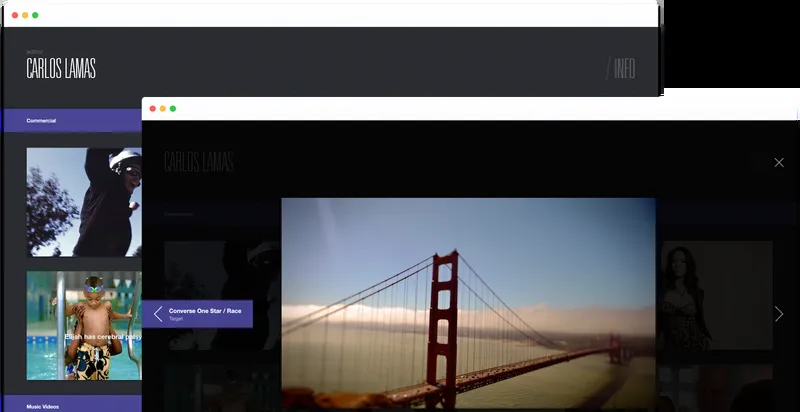 /editor/
CARLOS LAMAS
/ INFO
Commercial
CARLOS LAMAS
Converse One Star / Race
Target
Elijah has cerebral palsy
Music Videos